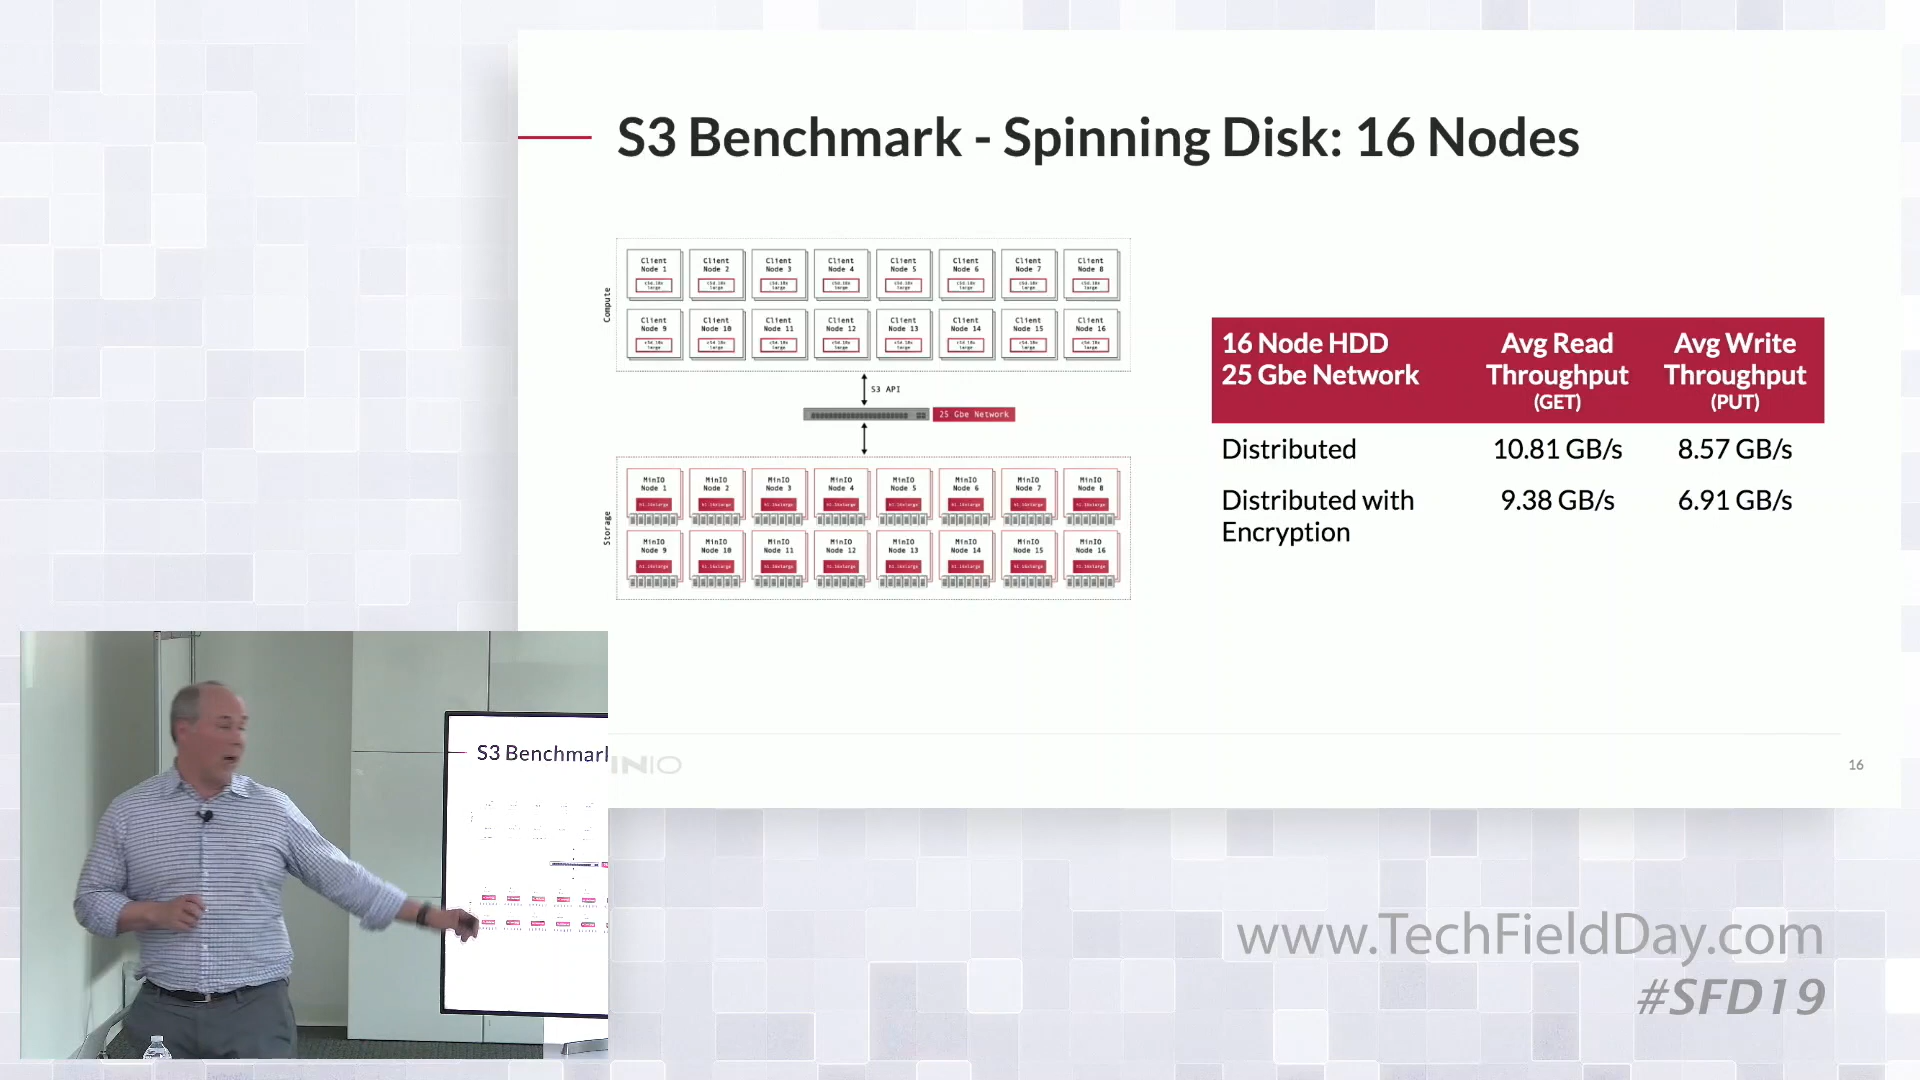 S3 Benchmark - Spinning Disk: 16 Nodes
Compute
Client Node 1
Client Node 2
Client Node 3
Client Node 4
Client Node 5
Client Node 6
Client Node 7
Client Node 8
Client Node 9
Client Node 10
Client Node 11
Client Node 12
Client Node 13
Client Node 14
Client Node 15
Client Node 16
S3 API
25 Gbe Network
Storage
MinIO Node 1
MinIO Node 2
MinIO Node 3
MinIO Node 4
MinIO Node 5
MinIO Node 6
MinIO Node 7
MinIO Node 8
MinIO Node 9
MinIO Node 10
MinIO Node 11
MinIO Node 12
MinIO Node 13
MinIO Node 14
MinIO Node 15
MinIO Node 16
16 Node HDD 25 Gbe Network
Avg Read Throughput (GET)
Avg Write Throughput (PUT)
Distributed 10.81 GB/s 8.57 GB/s
Distributed with Encryption 9.38 GB/s 6.91 GB/s
INIO
16
S3 Benchmark
www.TechFieldDay.com
#SFD19